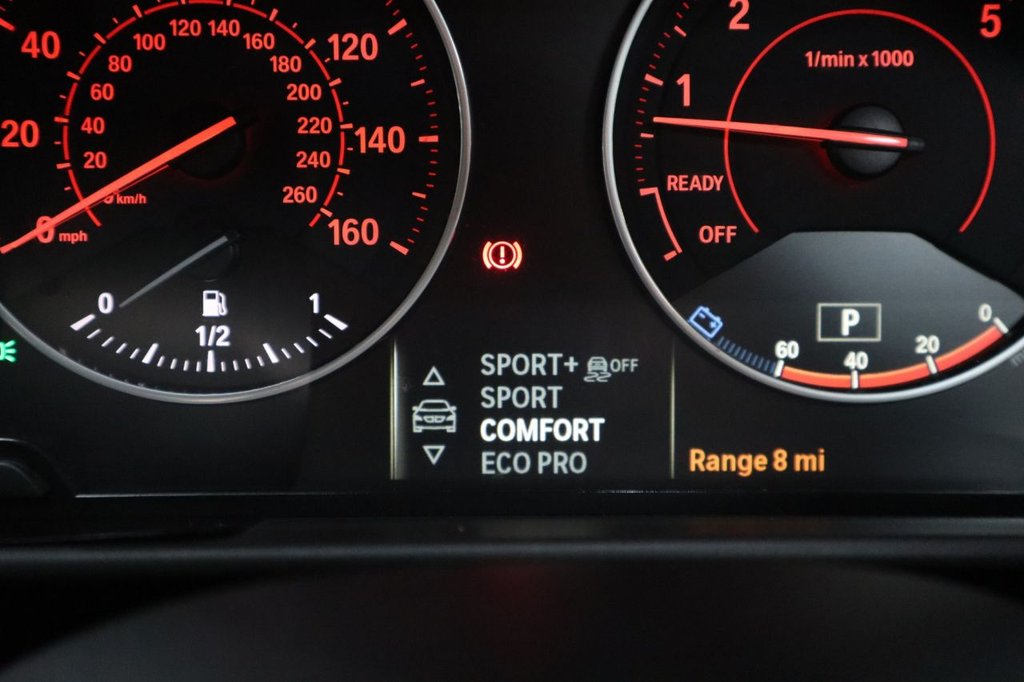 20
40
120
140
160
0 mph
20
40
60
80
100
120
140
160
180
200
220
240
260
km/h
0
1/2
1
1
2
5
1/min x 1000
READY
OFF
P
60
40
20
0
SPORT+ OFF
SPORT
COMFORT
ECO PRO
Range 8 mi